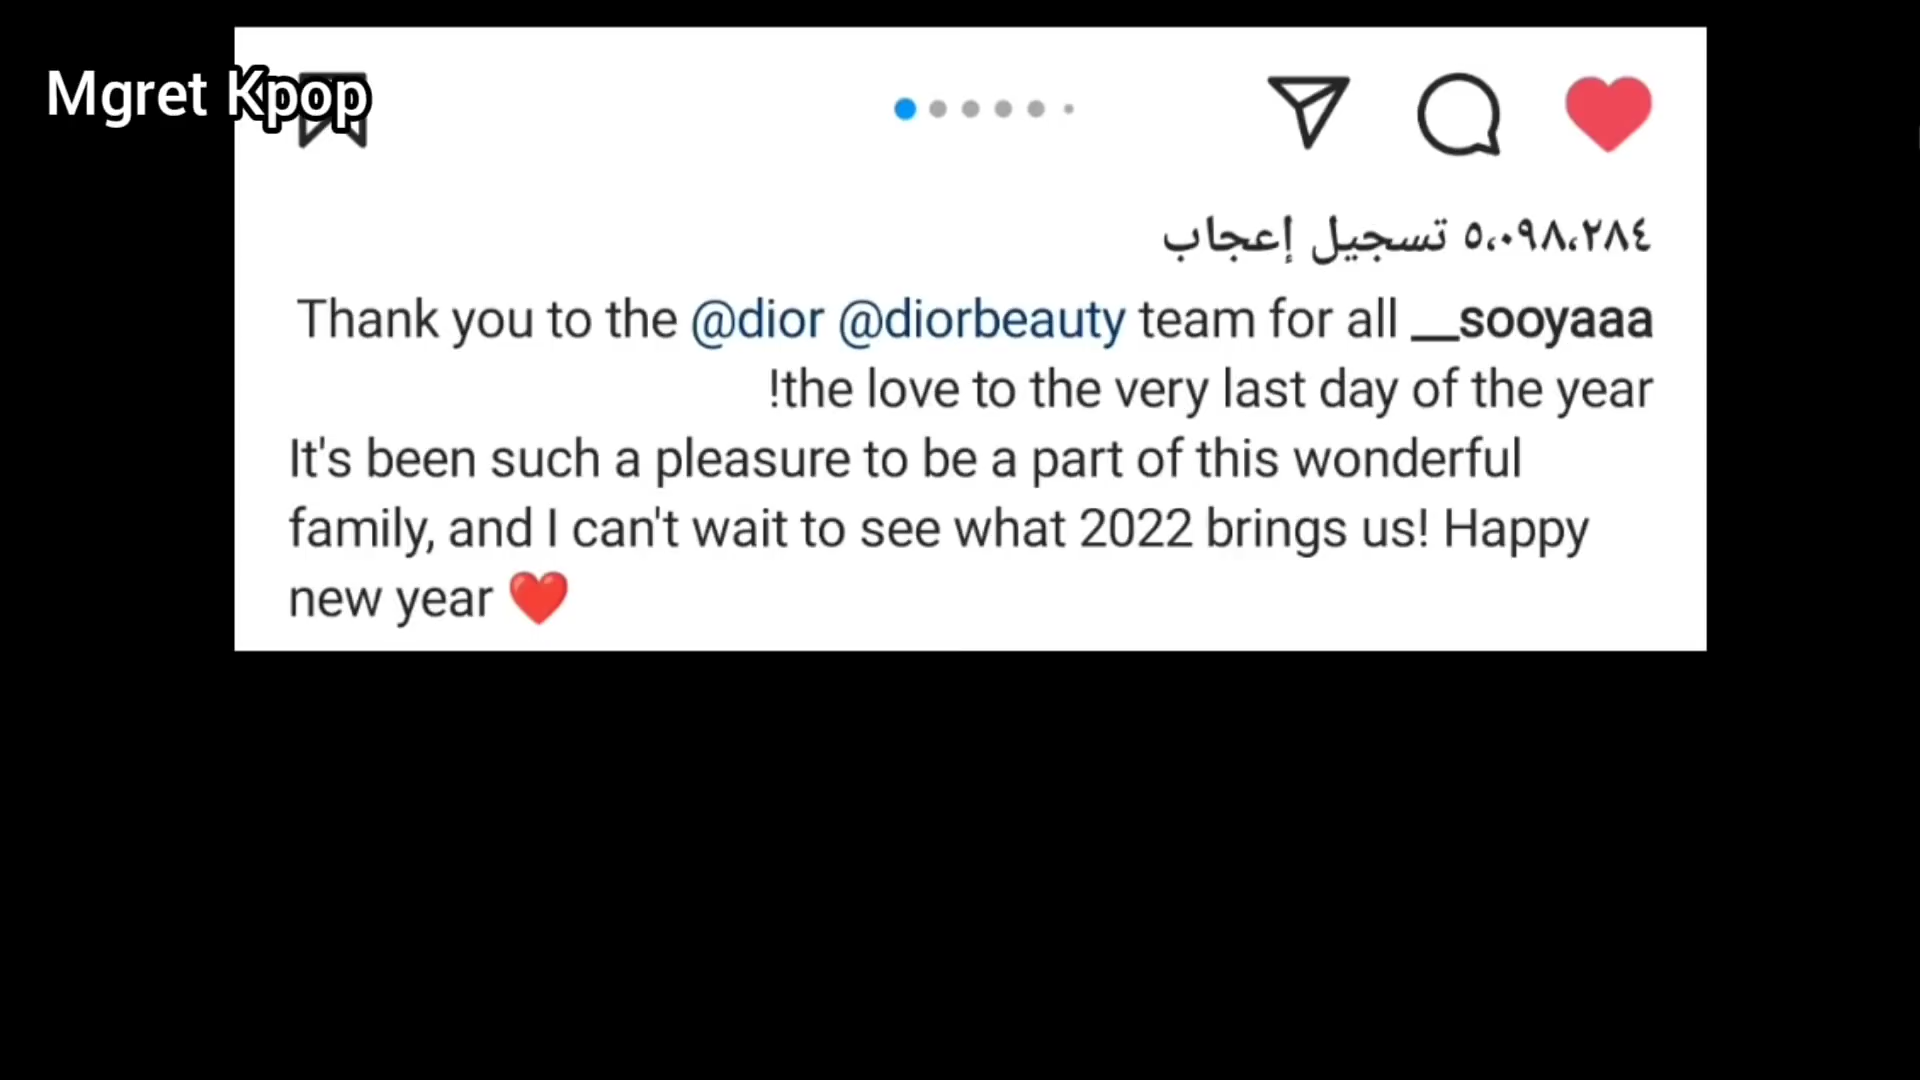 Mgret Kpop
٥،٠٩٨،٢٨٤ تسجيل إعجاب
__sooyaaa Thank you to the @dior @diorbeauty team for all
the love to the very last day of the year!
It's been such a pleasure to be a part of this wonderful
family, and I can't wait to see what 2022 brings us! Happy
new year ❤️